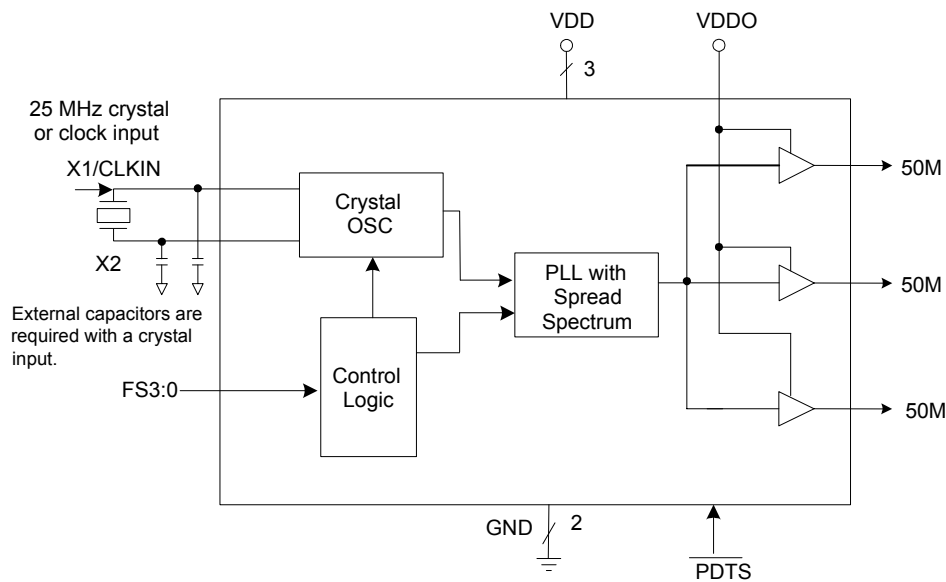 VDD
VDDO
3
25 MHz crystal
or clock input
X1/CLKIN
X2
External capacitors are
required with a crystal
input.
FS3:0
Crystal
OSC
Control
Logic
PLL with
Spread
Spectrum
50M
50M
50M
GND
2
PDTS